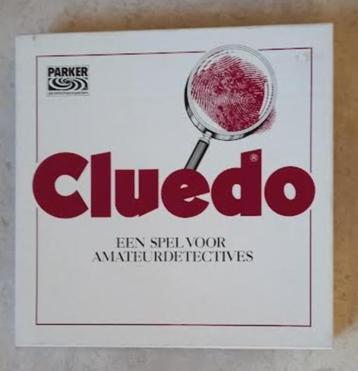 PARKER
Cluedo®
EEN SPEL VOOR
AMATEURDETECTIVES